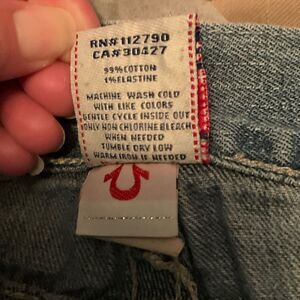 RN#112790
CA#30427
99%COTTON
1%ELASTINE
MACHINE WASH COLD
WITH LIKE COLORS
GENTLE CYCLE INSIDE OUT
ONLY NON CHLORINE BLEACH
WHEN NEEDED
TUMBLE DRY LOW
WARM IRON IF NEEDED